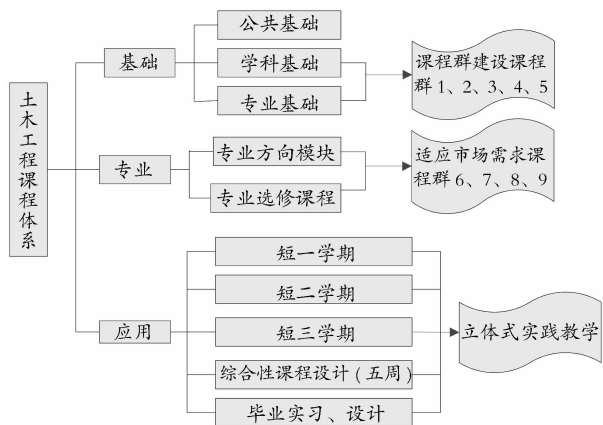 土木工程课程体系
基础
公共基础
学科基础
专业基础
课程群建设课程
群1、2、3、4、5
专业
专业方向模块
专业选修课程
适应市场需求课
程群6、7、8、9
应用
短一学期
短二学期
短三学期
综合性课程设计(五周)
毕业实习、设计
立体式实践教学